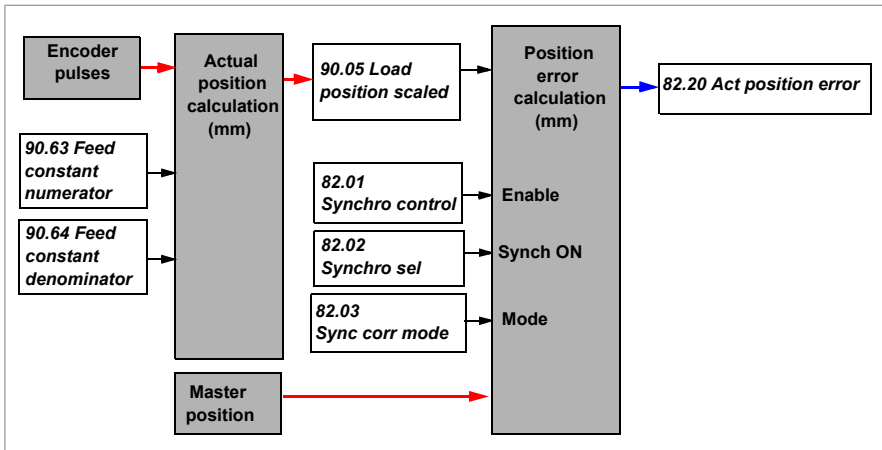 Encoder
pulses
Actual
position
calculation
(mm)
90.05 Load
position scaled
Position
error
calculation
(mm)
82.20 Act position error
90.63 Feed
constant
numerator
90.64 Feed
constant
denominator
82.01
Synchro control
Enable
82.02
Synchro sel
Synch ON
82.03
Sync corr mode
Mode
Master
position